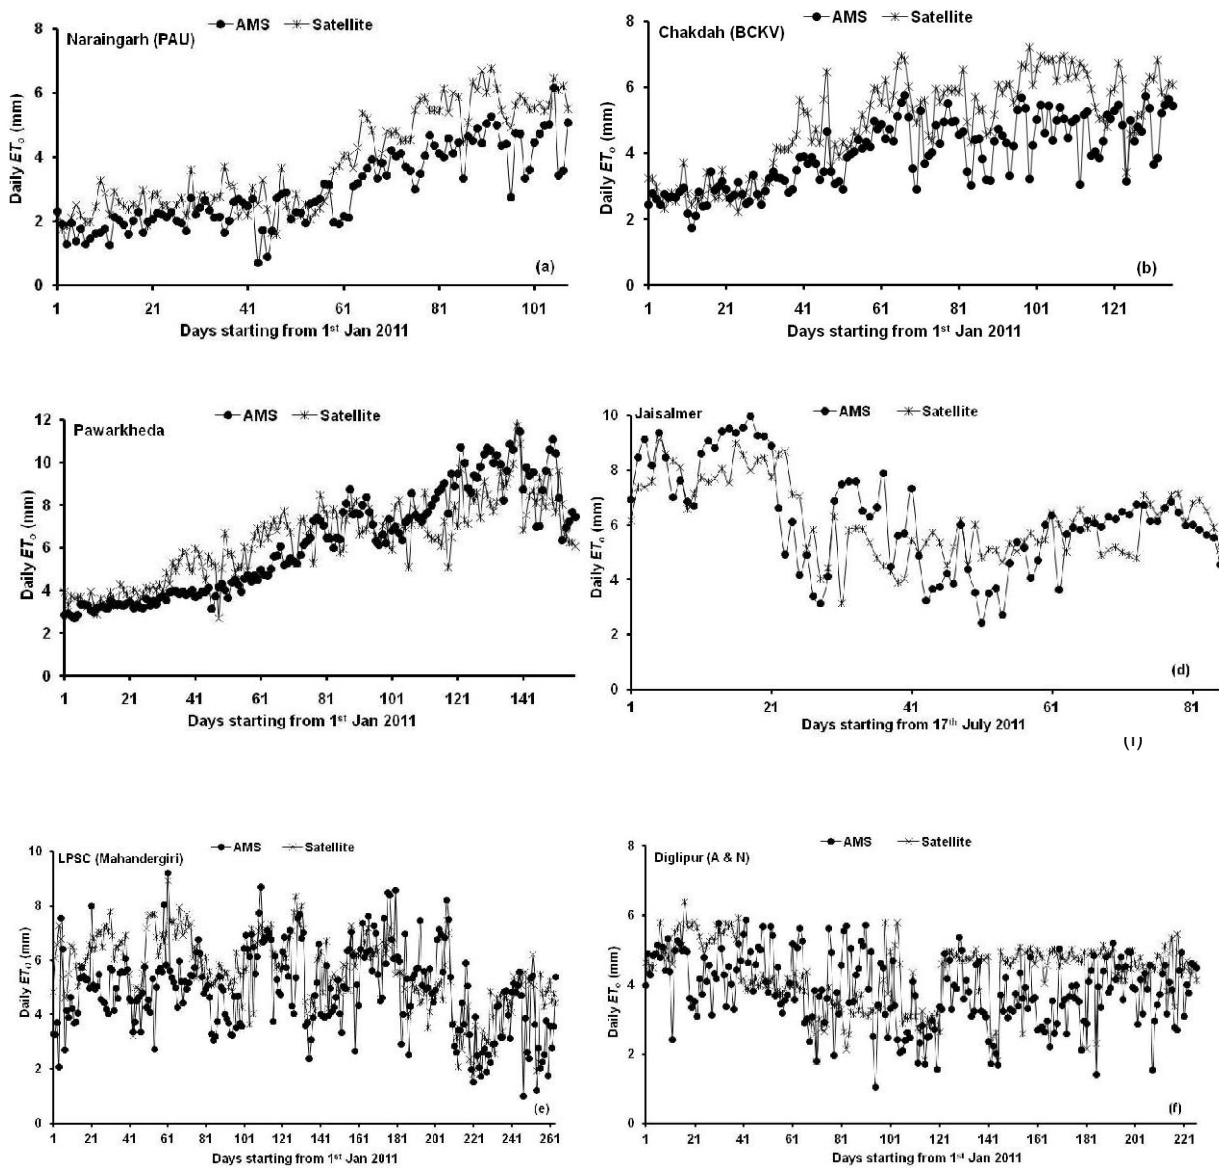 AMS Satellite
Naraingarh (PAU)
Daily ETo (mm)
8
6
4
2
0
(a)
1 21 41 61 81 101
Days starting from 1st Jan 2011
AMS Satellite
Chakdah (BCKV)
Daily ETo (mm)
8
6
4
2
0
(b)
1 21 41 61 81 101 121
Days starting from 1st Jan 2011
AMS Satellite
Pawarkheda
Daily ETo (mm)
12
10
8
6
4
2
0
1 21 41 61 81 101 121 141
Days starting from 1st Jan 2011
AMS Satellite
Jaisalmer
Daily ETo (mm)
10
8
6
4
2
0
(d)
1 21 41 61 81
Days starting from 17th July 2011
AMS Satellite
LPSC (Mahandergiri)
Daily ETo (mm)
10
8
6
4
2
0
(e)
1 21 41 61 81 101 121 141 161 181 201 221 241 261
Days starting from 1st Jan 2011
AMS Satellite
Diglipur (A & N)
Daily ETo (mm)
8
6
4
2
0
(f)
1 21 41 61 81 101 121 141 161 181 201 221
Days starting from 1st Jan 2011